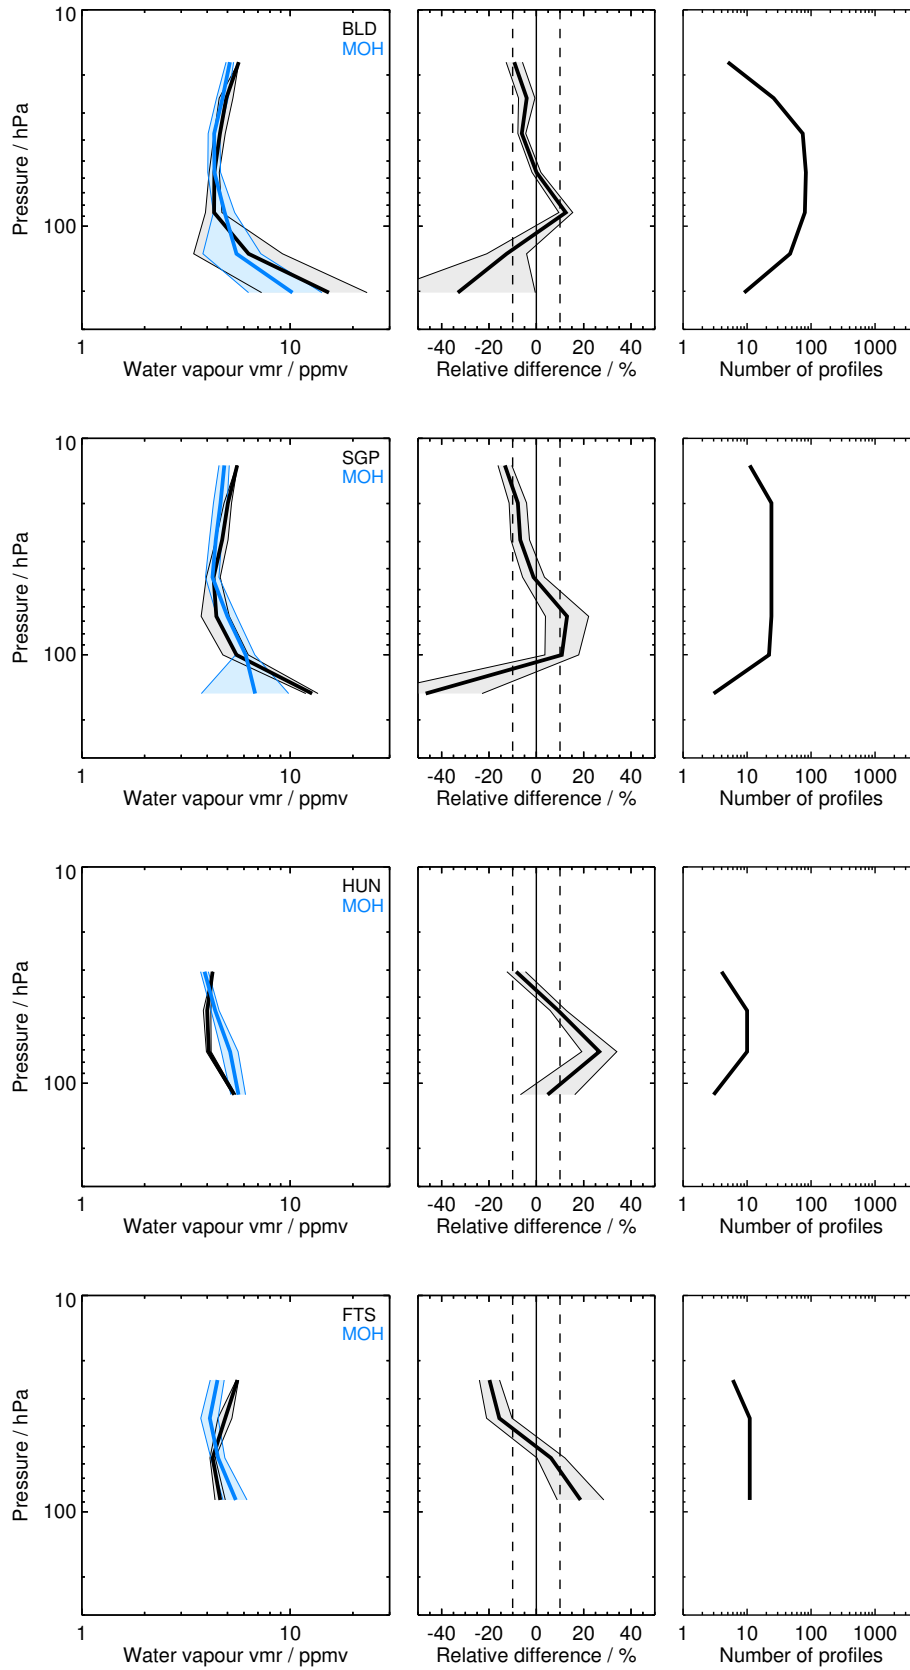 10
BLD
MOH
Pressure / hPa
100
1 10
-40 -20 0 20 40
1 10 100 1000
Water vapour vmr / ppmv
Relative difference / %
Number of profiles
10
SGP
MOH
Pressure / hPa
100
1 10
-40 -20 0 20 40
1 10 100 1000
Water vapour vmr / ppmv
Relative difference / %
Number of profiles
10
HUN
MOH
Pressure / hPa
100
1 10
-40 -20 0 20 40
1 10 100 1000
Water vapour vmr / ppmv
Relative difference / %
Number of profiles
10
FTS
MOH
Pressure / hPa
100
1 10
-40 -20 0 20 40
1 10 100 1000
Water vapour vmr / ppmv
Relative difference / %
Number of profiles